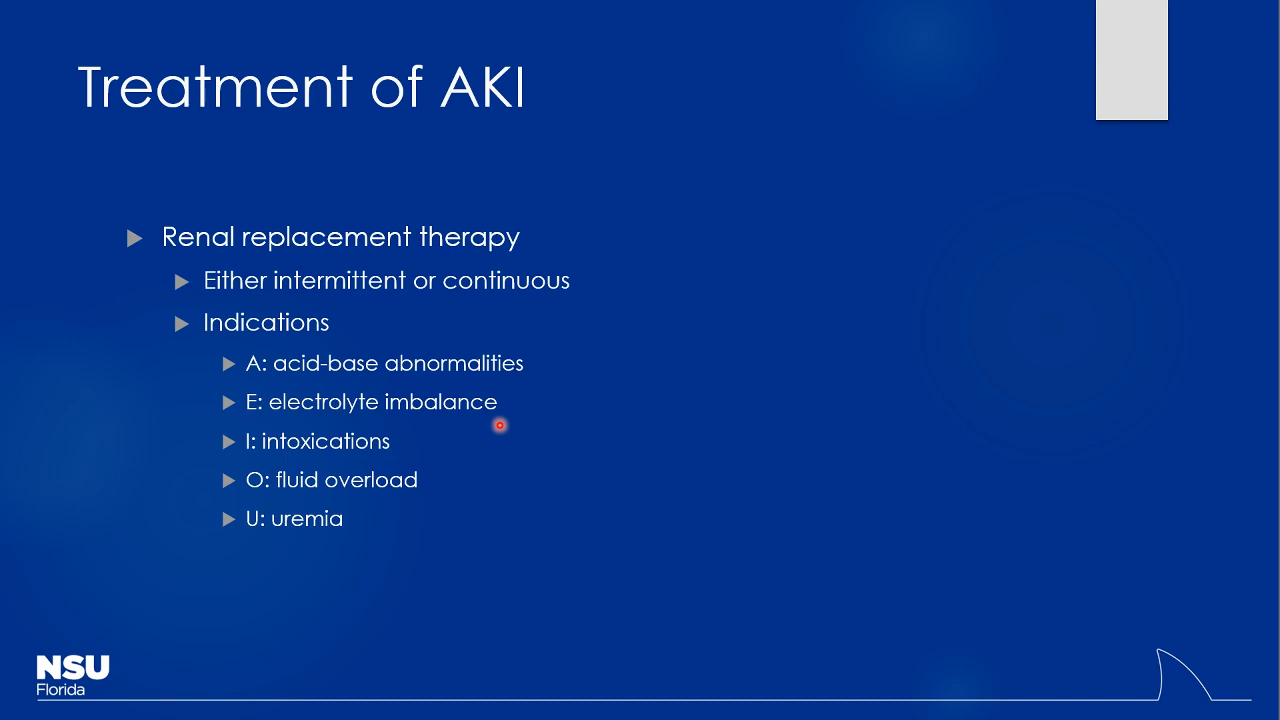 Treatment of AKI
Renal replacement therapy
Either intermittent or continuous
Indications
A: acid-base abnormalities
E: electrolyte imbalance
I: intoxications
O: fluid overload
U: uremia
NSU
Florida